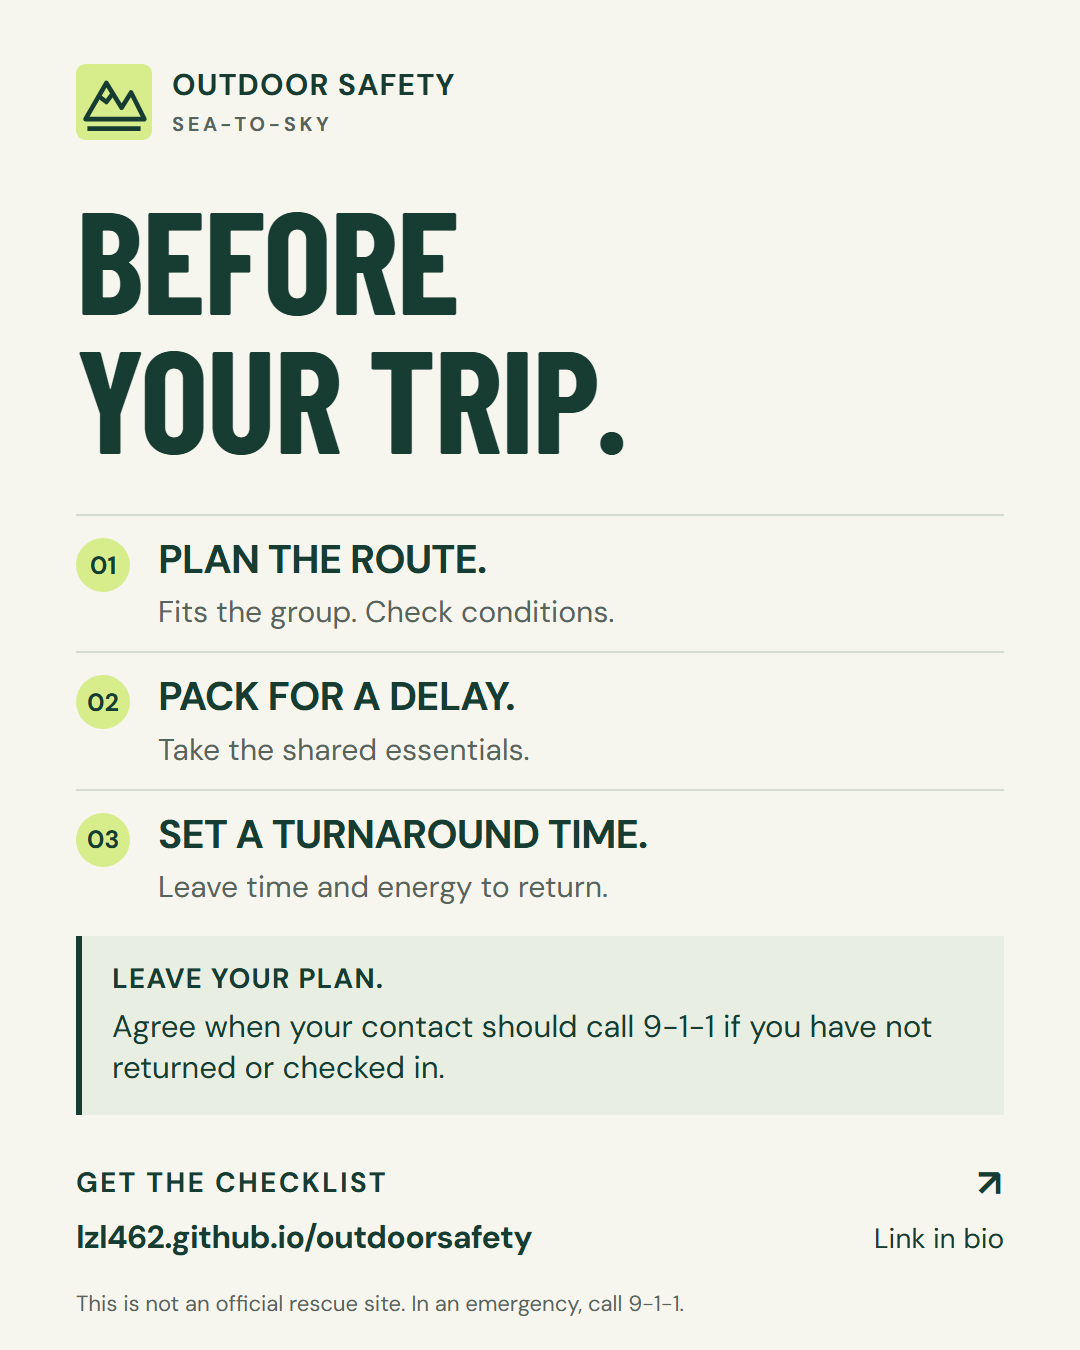 OUTDOOR SAFETY
SEA-TO-SKY
BEFORE
YOUR TRIP.
01
PLAN THE ROUTE.
Fits the group. Check conditions.
02
PACK FOR A DELAY.
Take the shared essentials.
03
SET A TURNAROUND TIME.
Leave time and energy to return.
LEAVE YOUR PLAN.
Agree when your contact should call 9-1-1 if you have not
returned or checked in.
GET THE CHECKLIST
lzl462.github.io/outdoorsafety
Link in bio
This is not an official rescue site. In an emergency, call 9-1-1.